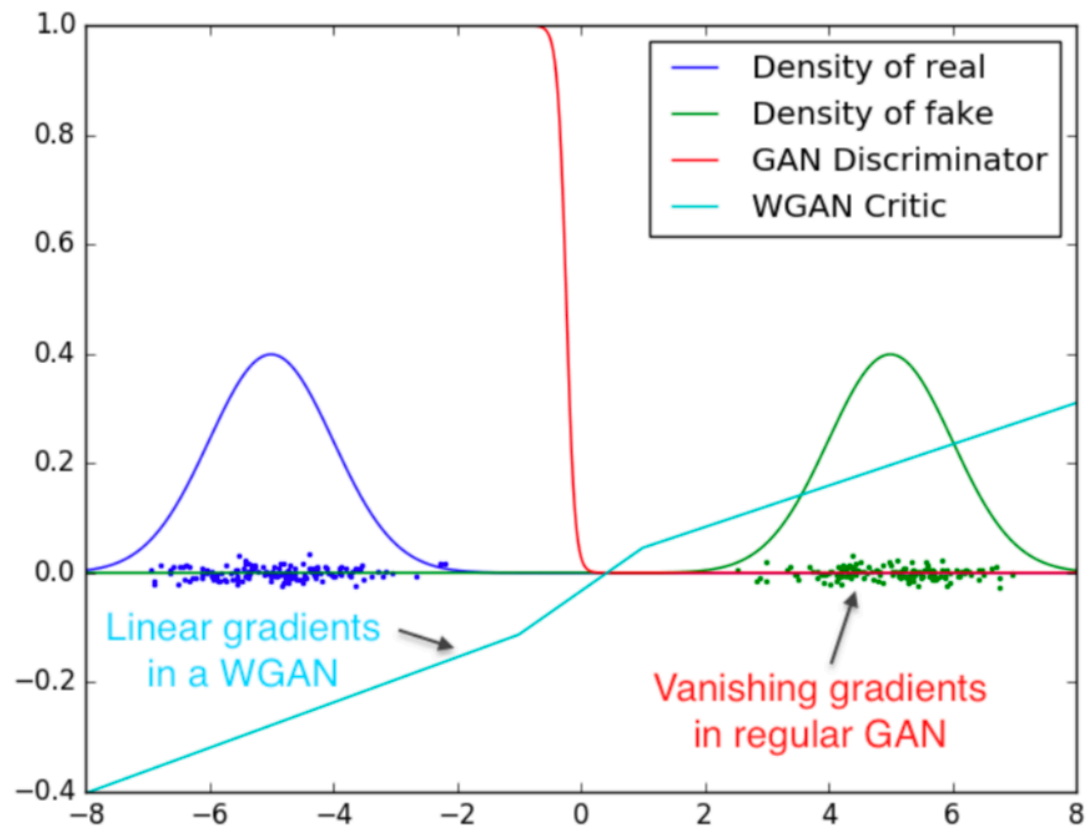 1.0
0.8
0.6
0.4
0.2
0.0
−0.2
−0.4
Density of real
Density of fake
GAN Discriminator
WGAN Critic
Linear gradients
in a WGAN
Vanishing gradients
in regular GAN
−8 −6 −4 −2 0 2 4 6 8